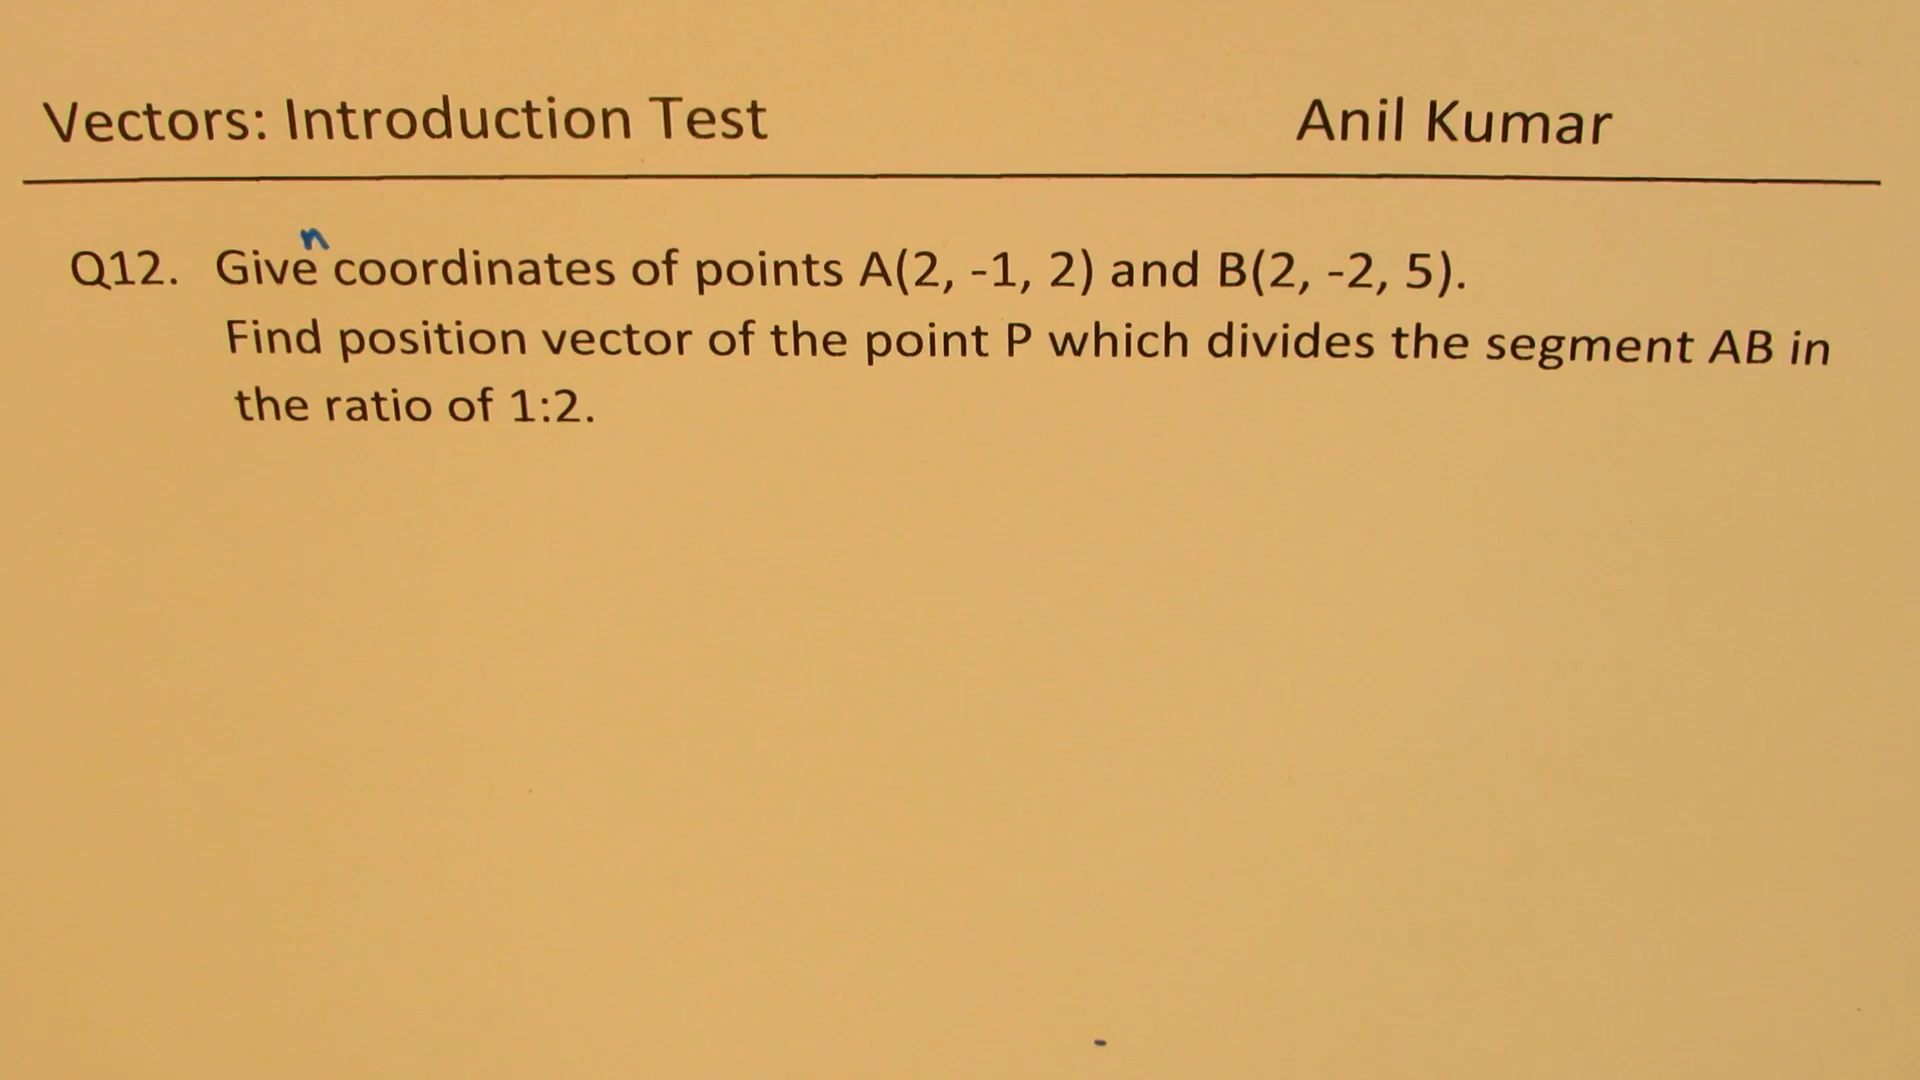 Vectors: Introduction Test Anil Kumar
Q12. Given coordinates of points A(2, -1, 2) and B(2, -2, 5).
Find position vector of the point P which divides the segment AB in
the ratio of 1:2.